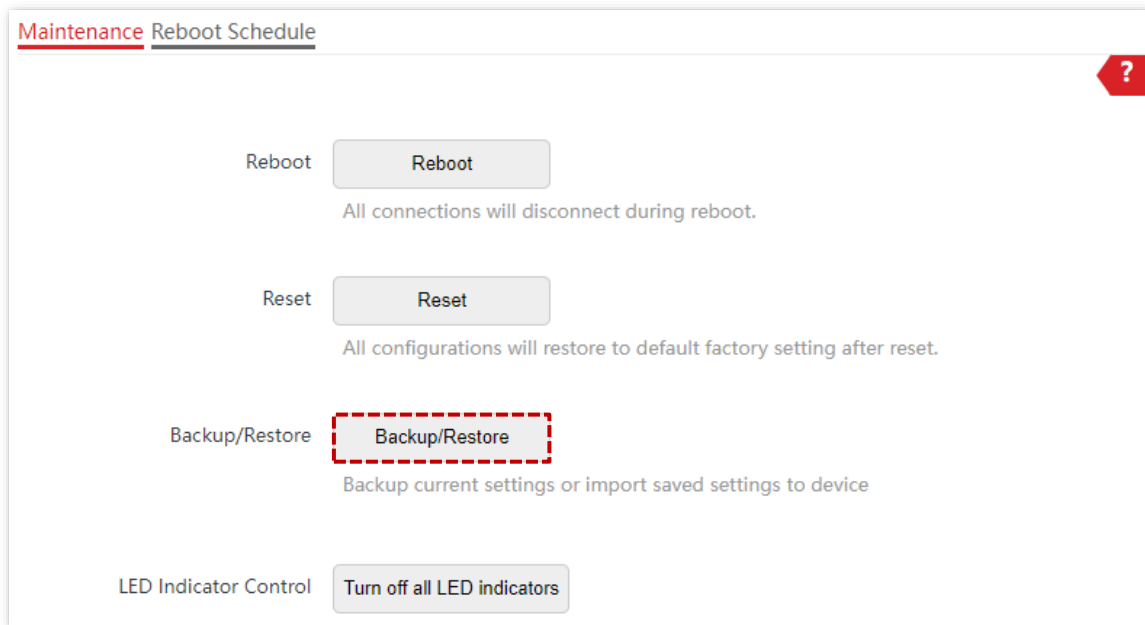 Maintenance Reboot Schedule
?
Reboot Reboot
All connections will disconnect during reboot.
Reset Reset
All configurations will restore to default factory setting after reset.
Backup/Restore Backup/Restore
Backup current settings or import saved settings to device
LED Indicator Control Turn off all LED indicators